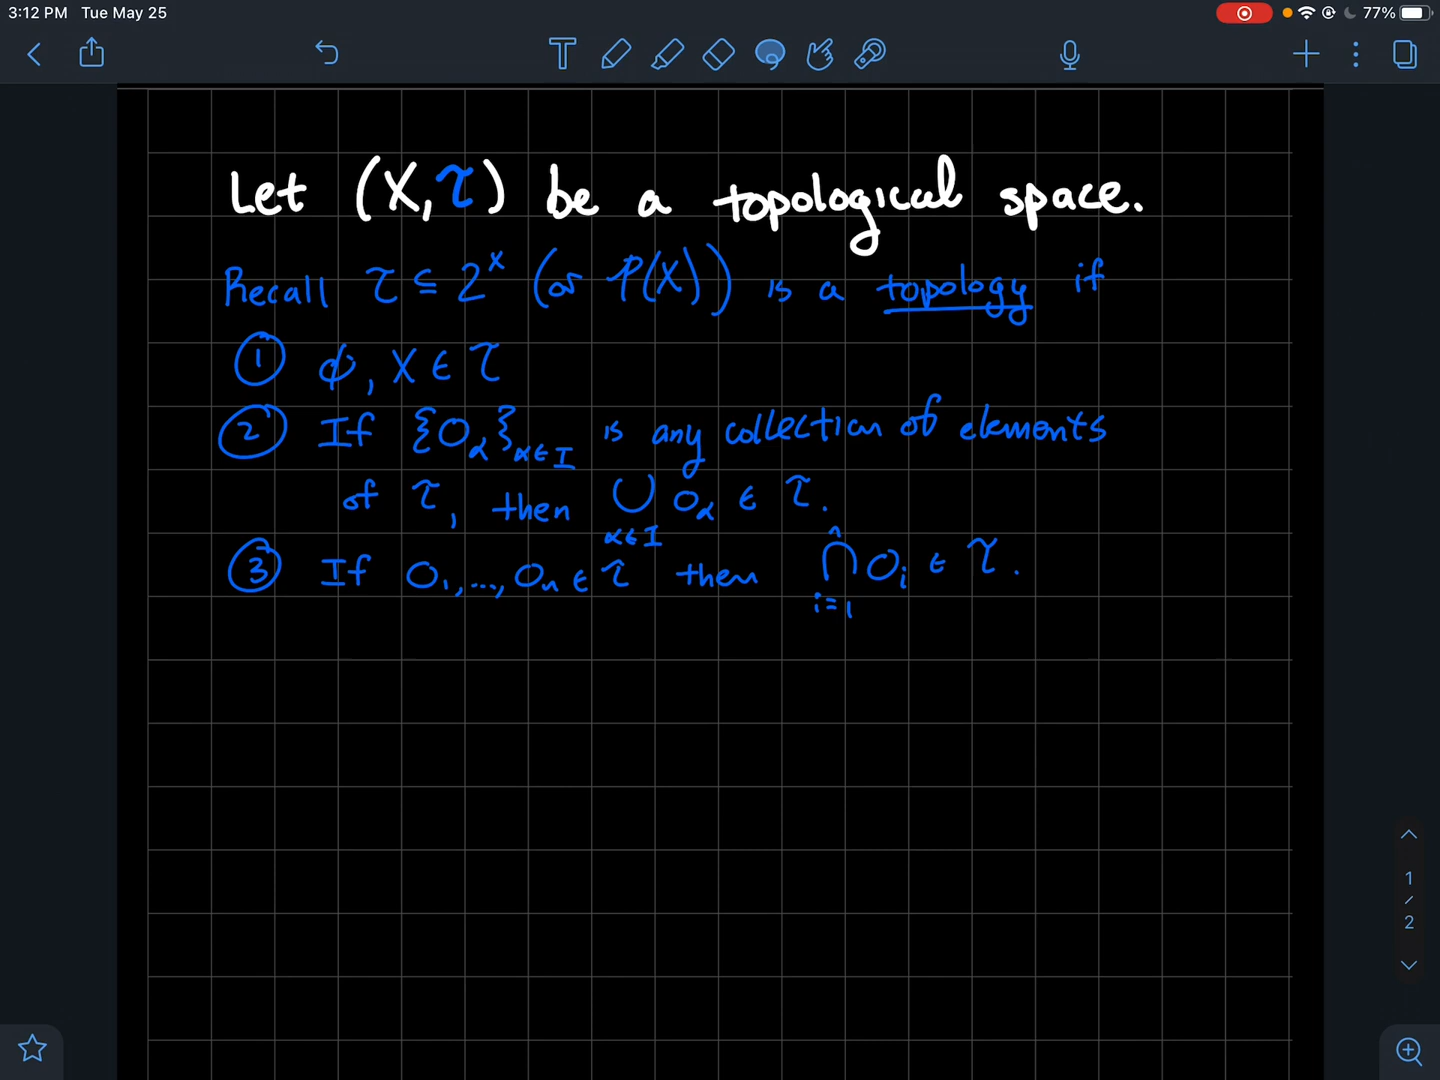 3:12 PM Tue May 25
77%
Let (X, τ) be a topological space.
Recall τ ⊆ 2^X (or P(X)) is a topology if
① ϕ, X ∈ τ
② If {O_α}_{α∈I} is any collection of elements
of τ, then ⋃_{α∈I} O_α ∈ τ.
③ If O_1, ..., O_n ∈ τ then ⋂_{i=1}^n O_i ∈ τ.
1
/
2